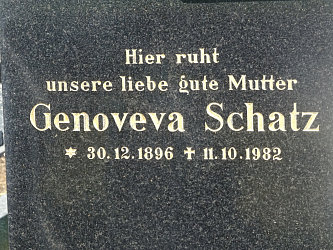 Hier ruht
unsere liebe gute Mutter
Genoveva Schatz
* 30.12.1896 ✝ 11.10.1982